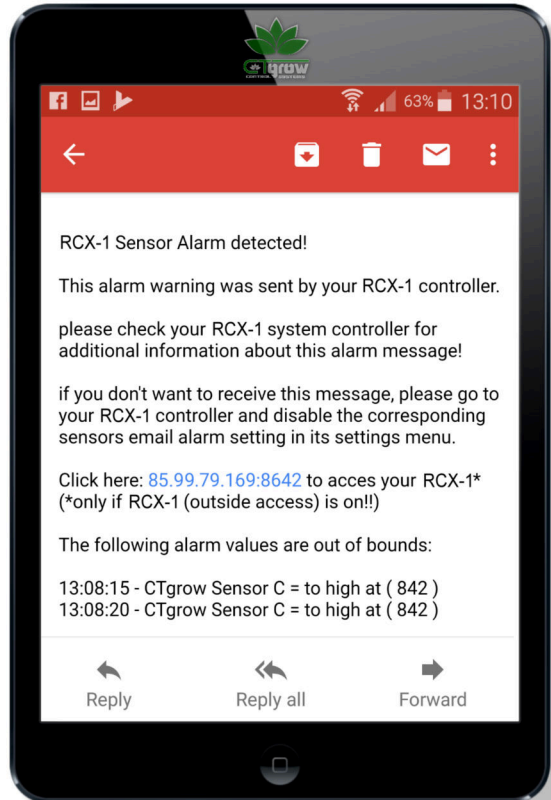 CTgrow
63% 13:10
RCX-1 Sensor Alarm detected!
This alarm warning was sent by your RCX-1 controller.
please check your RCX-1 system controller for
additional information about this alarm message!
if you don't want to receive this message, please go to
your RCX-1 controller and disable the corresponding
sensors email alarm setting in its settings menu.
Click here: 85.99.79.169:8642 to acces your RCX-1*
(*only if RCX-1 (outside access) is on!!)
The following alarm values are out of bounds:
13:08:15 - CTgrow Sensor C = to high at ( 842 )
13:08:20 - CTgrow Sensor C = to high at ( 842 )
Reply Reply all Forward